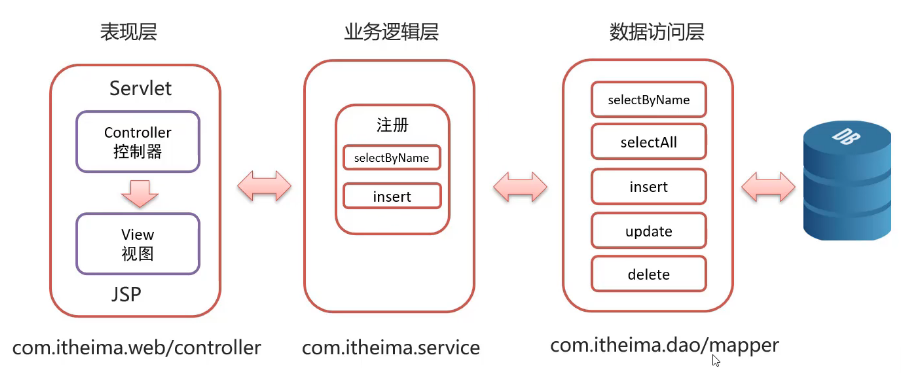 表现层
业务逻辑层
数据访问层
Servlet
Controller
控制器
View
视图
JSP
注册
selectByName
insert
selectByName
selectAll
insert
update
delete
DB
com.itheima.web/controller
com.itheima.service
com.itheima.dao/mapper